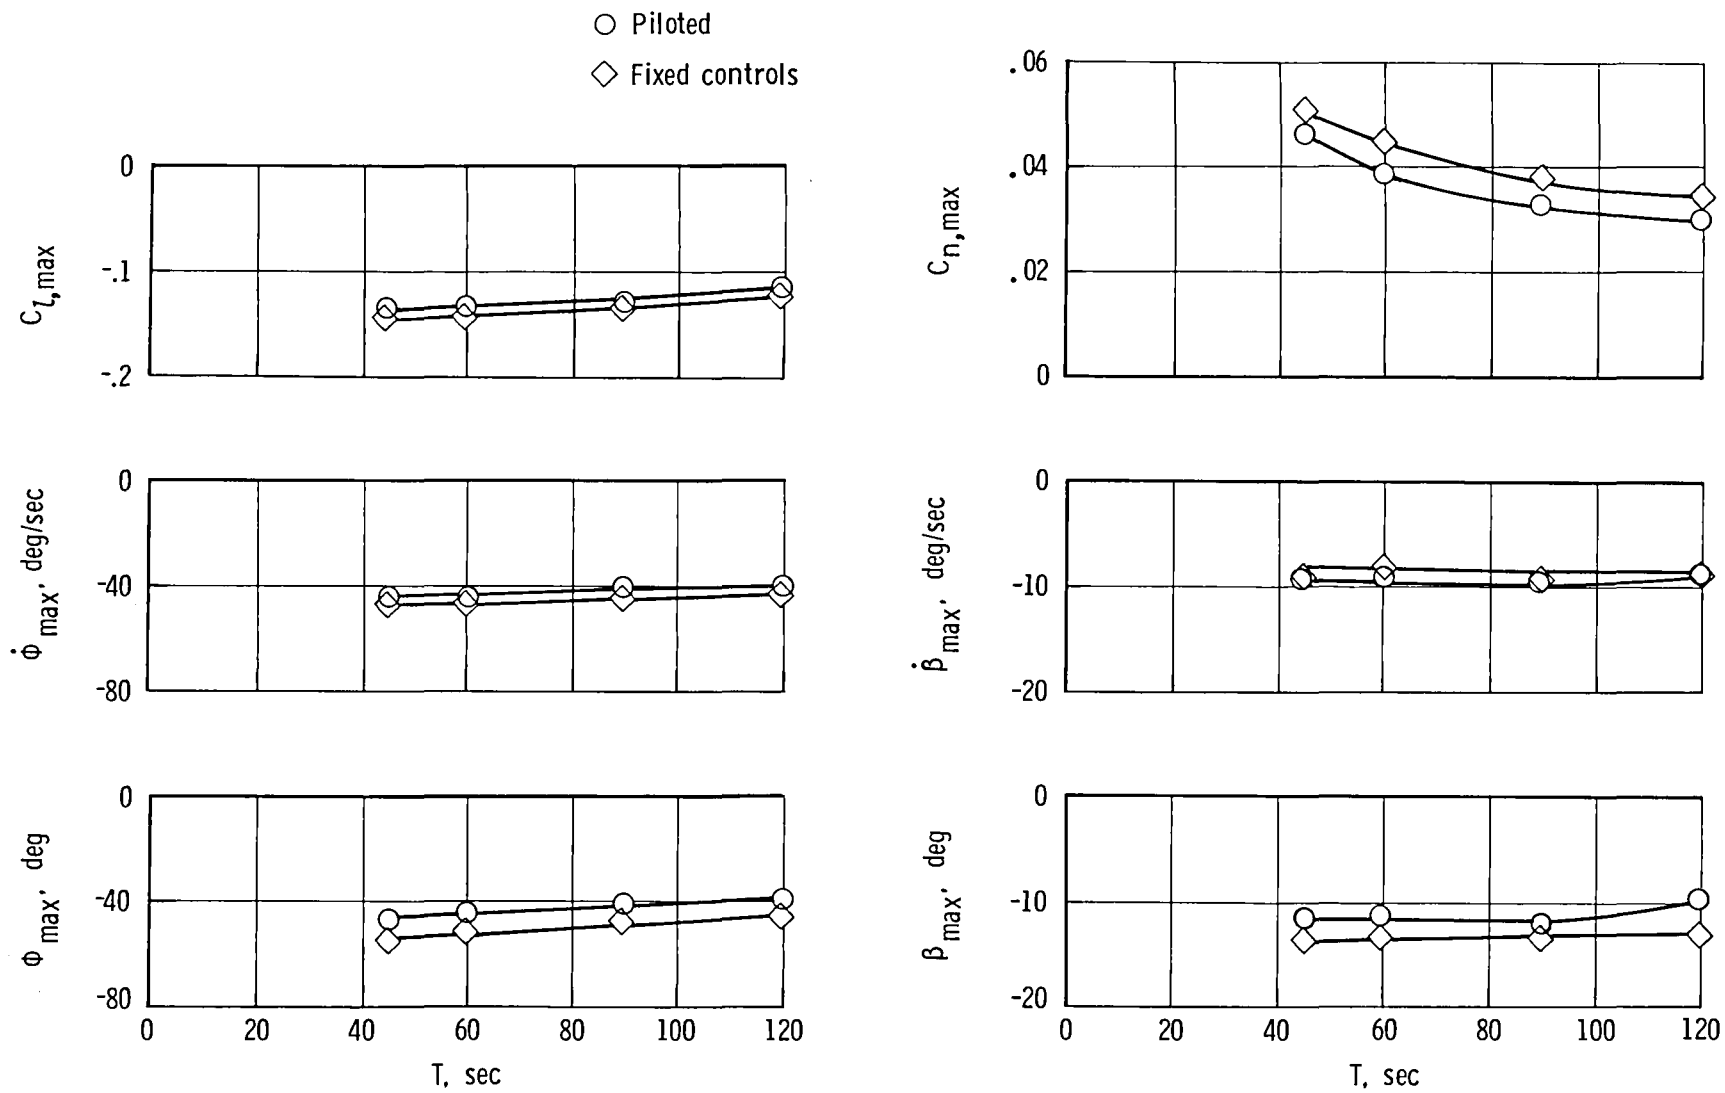 Piloted
Fixed controls
0
-.1
-.2
C_l,max
.06
.04
.02
0
C_n,max
0
-40
-80
φ̇_max, deg/sec
0
-10
-20
β̇_max, deg/sec
0
-40
-80
φ_max, deg
0 20 40 60 80 100 120
T, sec
0
-10
-20
β_max, deg
0 20 40 60 80 100 120
T, sec